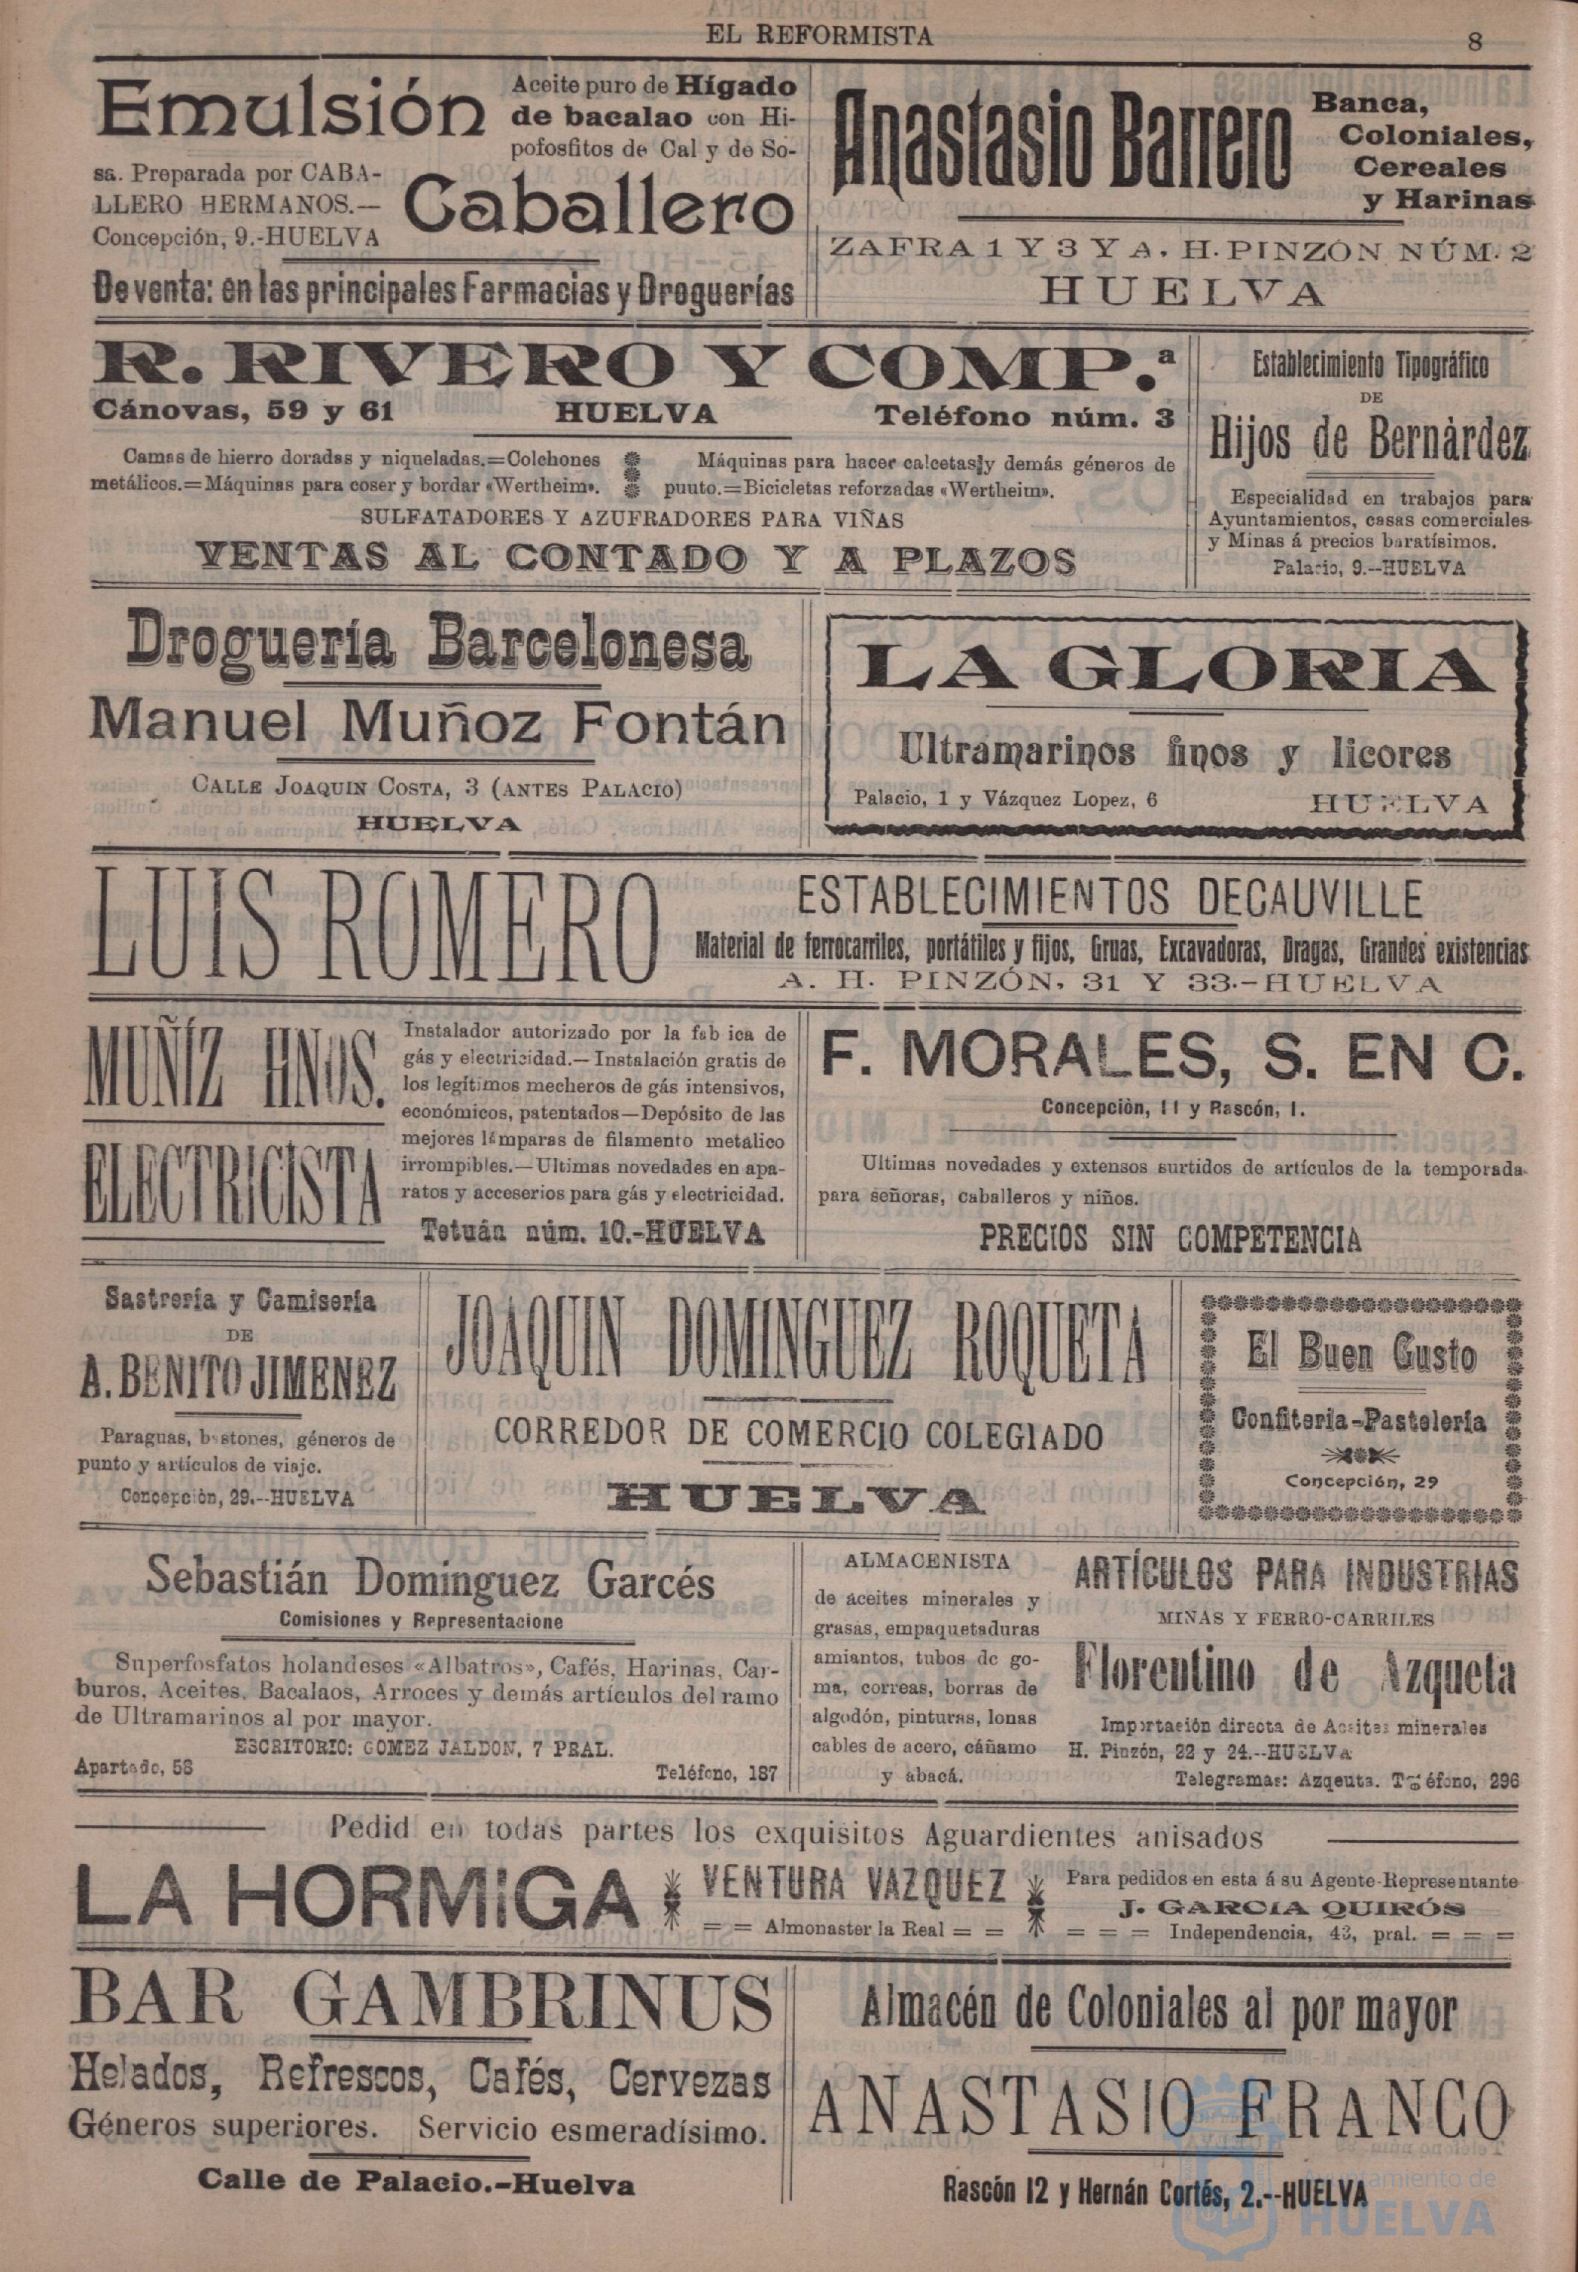 EL REFORMISTA
8
Emulsión
Aceite puro de Hígado
de bacalao con Hi-
pofosfitos de Cal y de So-
sa. Preparada por CABA-
LLERO HERMANOS.—
Concepción, 9.-HUELVA
Caballero
De venta: en las principales Farmacias y Droguerías
Anastasio Barrero
Banca,
Coloniales,
Cereales
y Harinas
ZAFRA 1 Y 3 Y A. H. PINZÓN NÚM. 2
HUELVA
R. RIVERO Y COMP.ª
Cánovas, 59 y 61 HUELVA Teléfono núm. 3
Camas de hierro doradas y niqueladas.=Colchones
metálicos.=Máquinas para coser y bordar «Wertheim».
Máquinas para hacer calcetas y demás géneros de
puuto.=Bicicletas reforzadas «Wertheim».
SULFATADORES Y AZUFRADORES PARA VIÑAS
VENTAS AL CONTADO Y A PLAZOS
Establecimiento Tipográfico
DE
Hijos de Bernàrdez
Especialidad en trabajos para
Ayuntamientos, casas comerciales
y Minas á precios baratísimos.
Palacio, 9.--HUELVA
Droguería Barcelonesa
Manuel Muñoz Fontán
CALLE JOAQUIN COSTA, 3 (ANTES PALACIO)
HUELVA
LA GLORIA
Ultramarinos finos y licores
Palacio, 1 y Vázquez Lopez, 6 HUELVA
LUIS ROMERO
ESTABLECIMIENTOS DECAUVILLE
Material de ferrocarriles, portátiles y fijos, Gruas, Excavadoras, Dragas, Grandes existencias
A. H. PINZÓN, 31 Y 33.-HUELVA
MUÑÍZ HNOS.
ELECTRICISTA
Instalador autorizado por la fab ica de
gás y electricidad.—Instalación gratis de
los legítimos mecheros de gás intensivos,
económicos, patentados—Depósito de las
mejores lámparas de filamento metálico
irrompibles.—Ultimas novedades en apa-
ratos y acceserios para gás y electricidad.
Tetuán núm. 10.-HUELVA
F. MORALES, S. EN C.
Concepciòn, 11 y Rascón, 1.
Ultimas novedades y extensos surtidos de artículos de la temporada
para señoras, caballeros y niños.
PRECIOS SIN COMPETENCIA
Sastrería y Camisería
DE
A. BENITO JIMENEZ
Paraguas, bastones, géneros de
punto y artículos de viaje.
Concepciòn, 29.--HUELVA
JOAQUIN DOMINGUEZ ROQUETA
CORREDOR DE COMERCIO COLEGIADO
HUELVA
El Buen Gusto
Confitería-Pastelería
Concepción, 29
Sebastián Dominguez Garcés
Comisiones y Representacione
Superfosfatos holandeses «Albatros», Cafés, Harinas, Car-
buros, Aceites, Bacalaos, Arroces y demás artículos del ramo
de Ultramarinos al por mayor.
ESCRITORIO: GOMEZ JALDON, 7 PRAL.
Apartado, 58 Teléfono, 187
ALMACENISTA
de aceites minerales y
grasas, empaquetaduras
amiantos, tubos de go-
ma, correas, borras de
algodón, pinturas, lonas
cables de acero, cáñamo
y abacá.
ARTÍCULOS PARA INDUSTRIAS
MINAS Y FERRO-CARRILES
Florentino de Azqueta
Importación directa de Aceites minerales
H. Pinzón, 22 y 24.--HUELVA
Telegramas: Azqeuta. Teléfono, 296
Pedid en todas partes los exquisitos Aguardientes anisados
LA HORMiGA
VENTURA VAZQUEZ
= = Almonaster la Real = =
Para pedidos en esta á su Agente-Representante
J. GARCIA QUIRÓS
= = = Independencia, 43, pral. = = =
BAR GAMBRINUS
Helados, Refrescos, Cafés, Cervezas
Géneros superiores. Servicio esmeradísimo.
Calle de Palacio.-Huelva
Almacén de Coloniales al por mayor
ANASTASIO FRANCO
Rascón 12 y Hernán Cortés, 2.--HUELVA
Ayuntamiento de
HUELVA